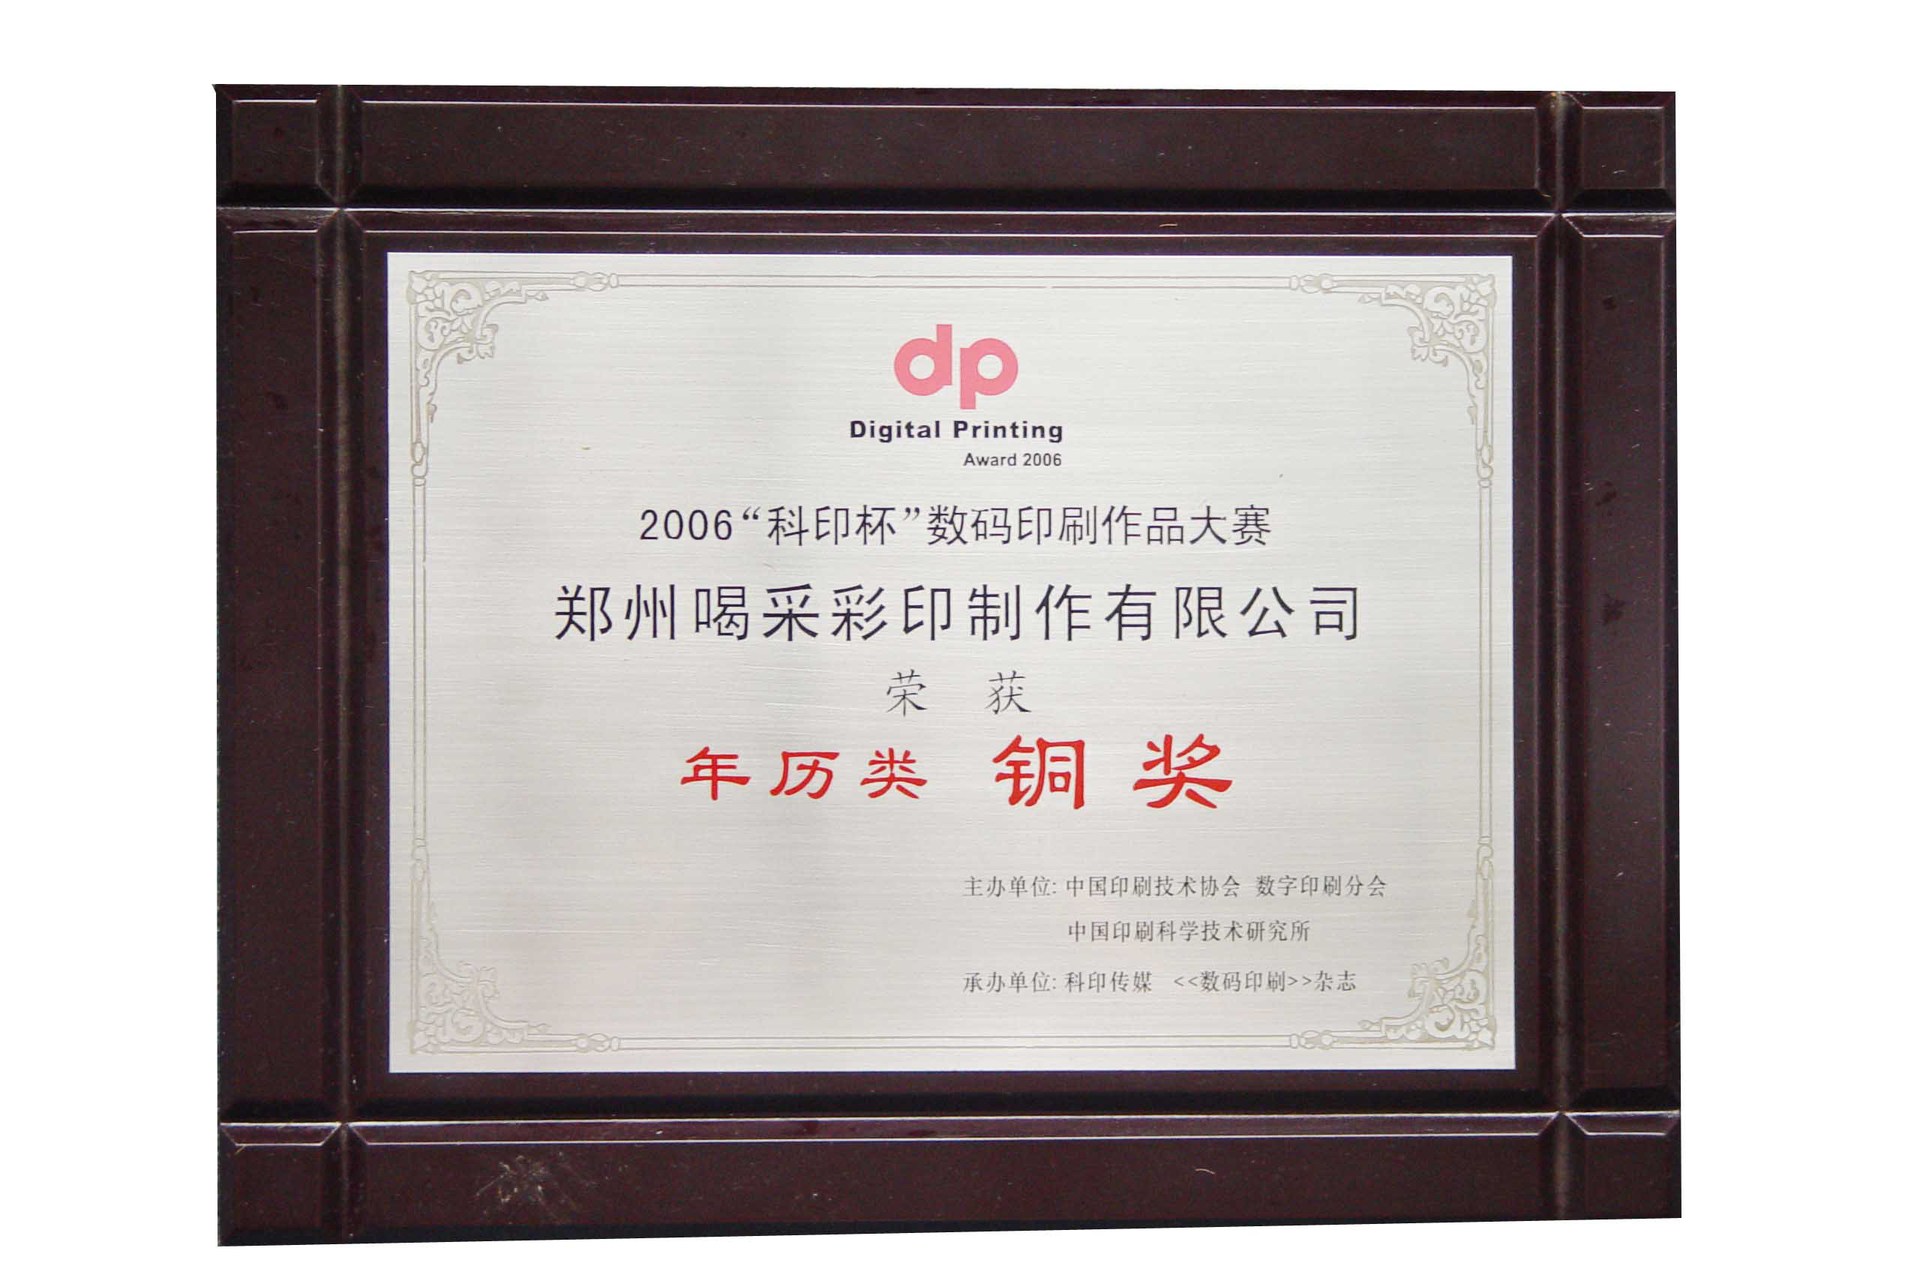 dp
Digital Printing
Award 2006
2006“科印杯”数码印刷作品大赛
郑州喝采彩印制作有限公司
荣 获
年历类 铜 奖
主办单位: 中国印刷技术协会 数字印刷分会
中国印刷科学技术研究所
承办单位: 科印传媒 <<数码印刷>>杂志